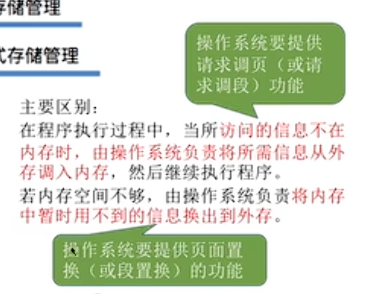 存储管理
式存储管理
操作系统要提供
请求调页（或请
求调段）功能
主要区别：
在程序执行过程中，当所访问的信息不在
内存时，由操作系统负责将所需信息从外
存调入内存，然后继续执行程序。
若内存空间不够，由操作系统负责将内存
中暂时用不到的信息换出到外存。
操作系统要提供页面置
换（或段置换）的功能